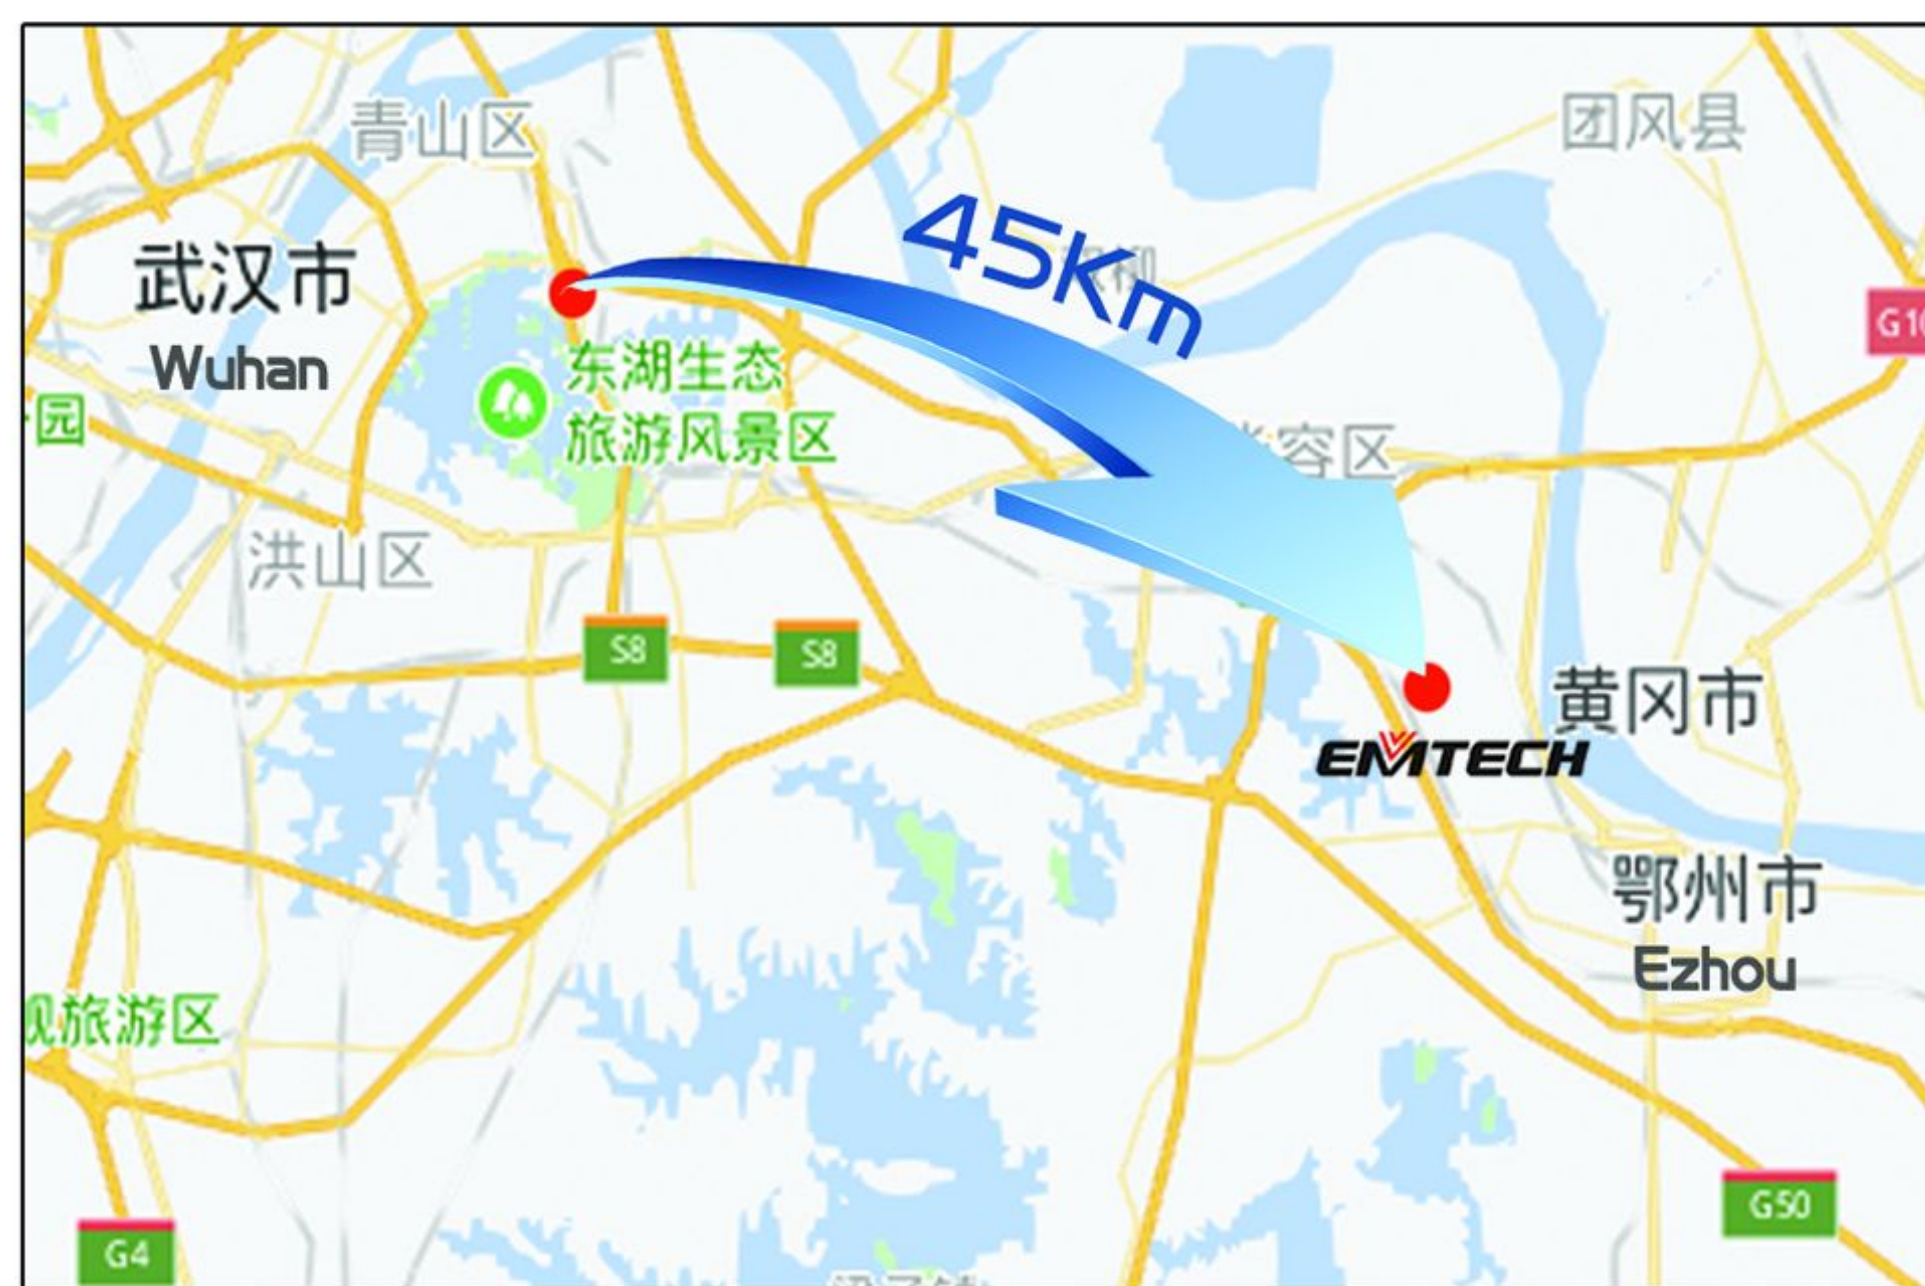 青山区
团风县
45Km
武汉市
Wuhan
东湖生态
旅游风景区
园
容区
洪山区
S8
S8
黄冈市
EMTECH
鄂州市
Ezhou
观旅游区
G50
G4